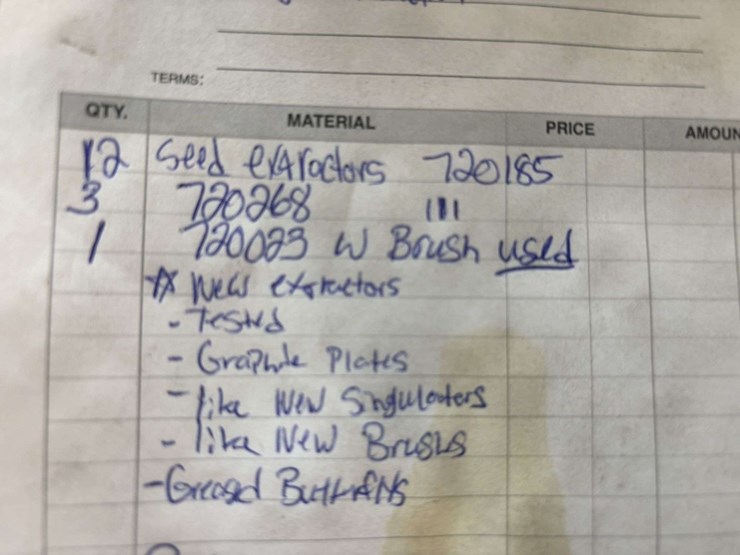 TERMS:
QTY. MATERIAL PRICE AMOUN
12 Seed extractors 720185
3 720268 111
1 720023 W Brush used
☆ New extractors
- Tested
- Graphite Plates
- like New Singulators
- like New Brushs
- Greased